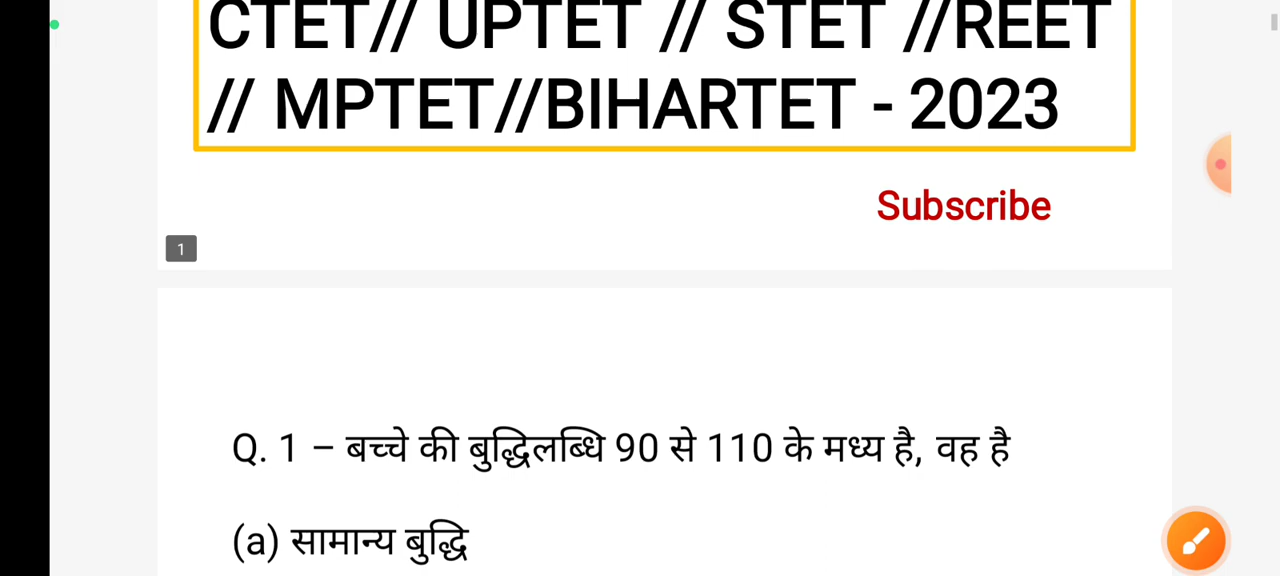 CTET// UPTET // STET //REET
// MPTET//BIHARTET - 2023
Subscribe
1
Q. 1 – बच्चे की बुद्धिलब्धि 90 से 110 के मध्य है, वह है
(a) सामान्य बुद्धि